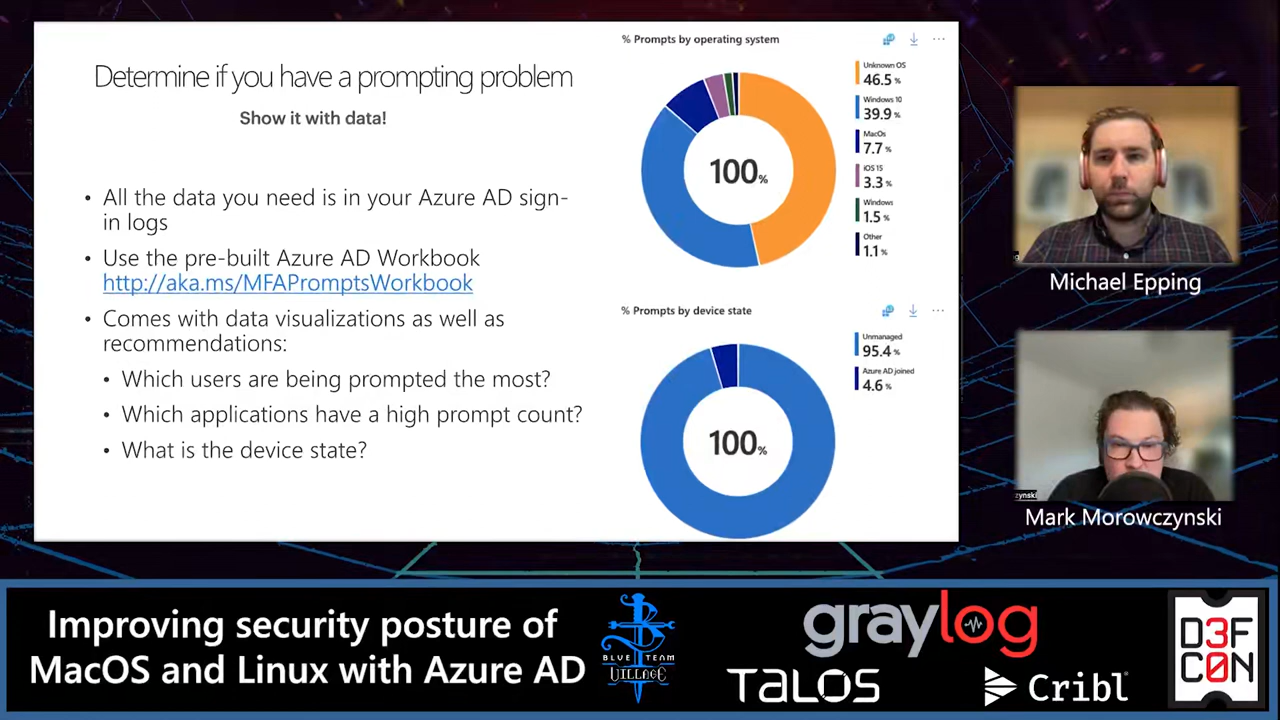 Determine if you have a prompting problem
Show it with data!
• All the data you need is in your Azure AD sign-
in logs
• Use the pre-built Azure AD Workbook
http://aka.ms/MFAPromptsWorkbook
• Comes with data visualizations as well as
recommendations:
• Which users are being prompted the most?
• Which applications have a high prompt count?
• What is the device state?
% Prompts by operating system
100%
Unknown OS
46.5 %
Windows 10
39.9 %
MacOs
7.7 %
iOS 15
3.3 %
Windows
1.5 %
Other
1.1 %
% Prompts by device state
100%
Unmanaged
95.4 %
Azure AD joined
4.6 %
Michael Epping
zynski
Mark Morowczynski
Improving security posture of
MacOS and Linux with Azure AD
BLUE TEAM
VILLAGE
graylog
TALOS
Cribl
D3F
C0N